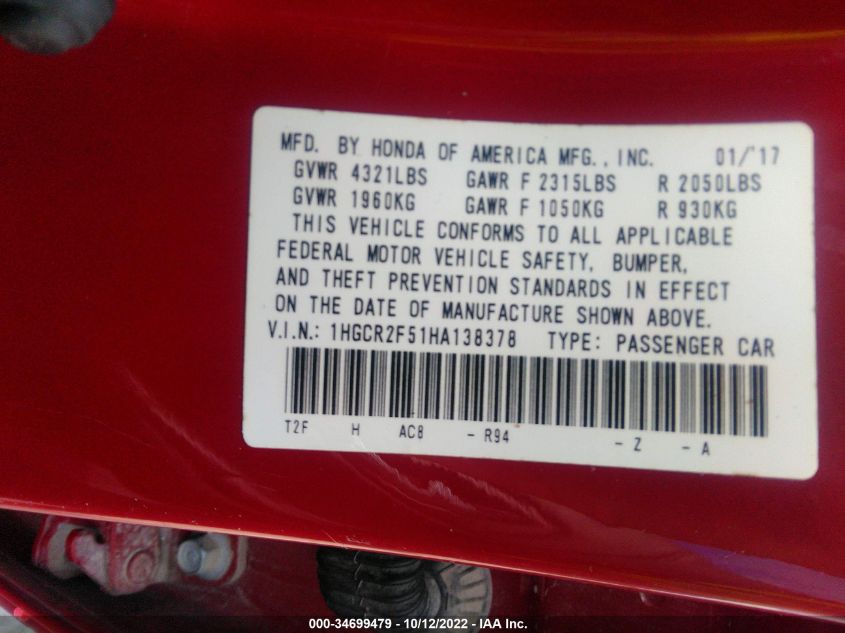 MFD. BY HONDA OF AMERICA MFG., INC. 01/'17
GVWR 4321LBS GAWR F 2315LBS R 2050LBS
GVWR 1960KG GAWR F 1050KG R 930KG
THIS VEHICLE CONFORMS TO ALL APPLICABLE
FEDERAL MOTOR VEHICLE SAFETY, BUMPER,
AND THEFT PREVENTION STANDARDS IN EFFECT
ON THE DATE OF MANUFACTURE SHOWN ABOVE.
V.I.N.: 1HGCR2F51HA138378 TYPE: PASSENGER CAR
T2F H AC8 - R94 - Z - A
000-34699479 - 10/12/2022 - IAA Inc.